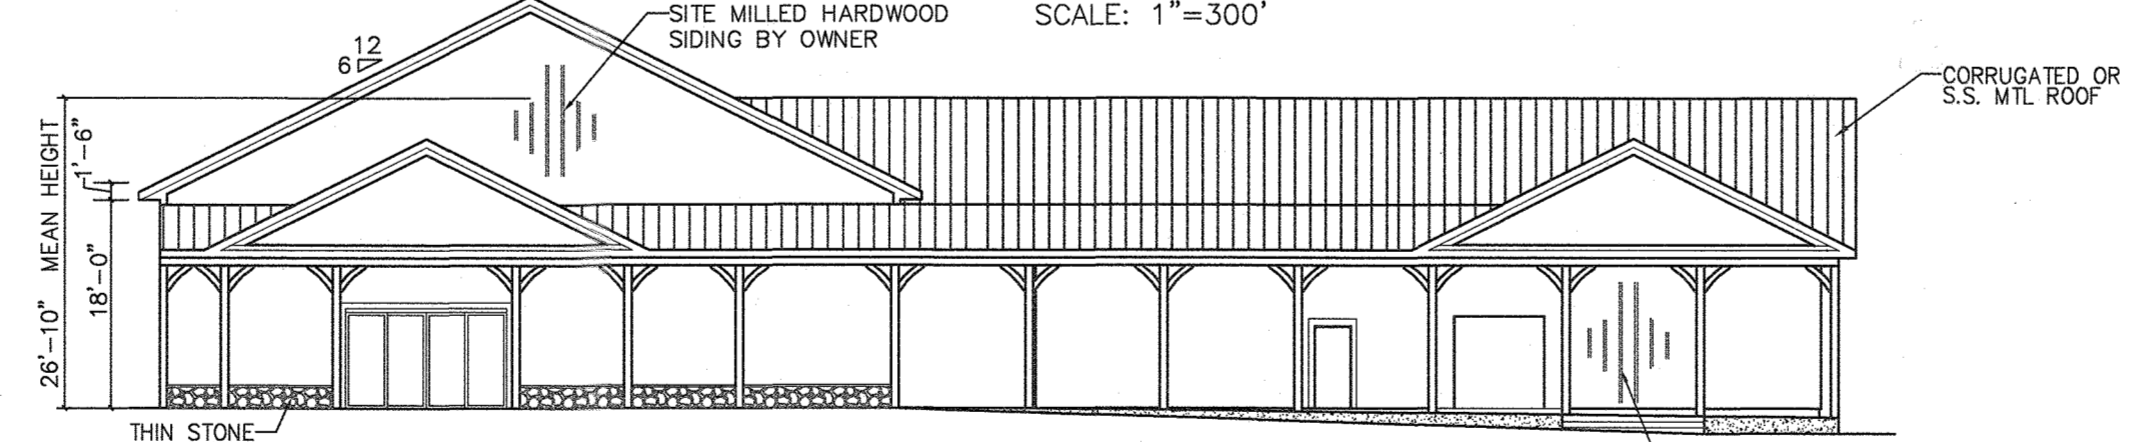 SITE MILLED HARDWOOD
SIDING BY OWNER
SCALE: 1"=300'
12
6
CORRUGATED OR
S.S. MTL ROOF
26'-10" MEAN HEIGHT
1'-6"
18'-0"
THIN STONE